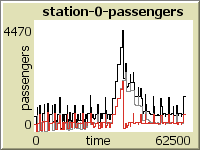 station-0-passengers
4470
passengers
0
0 time 62500